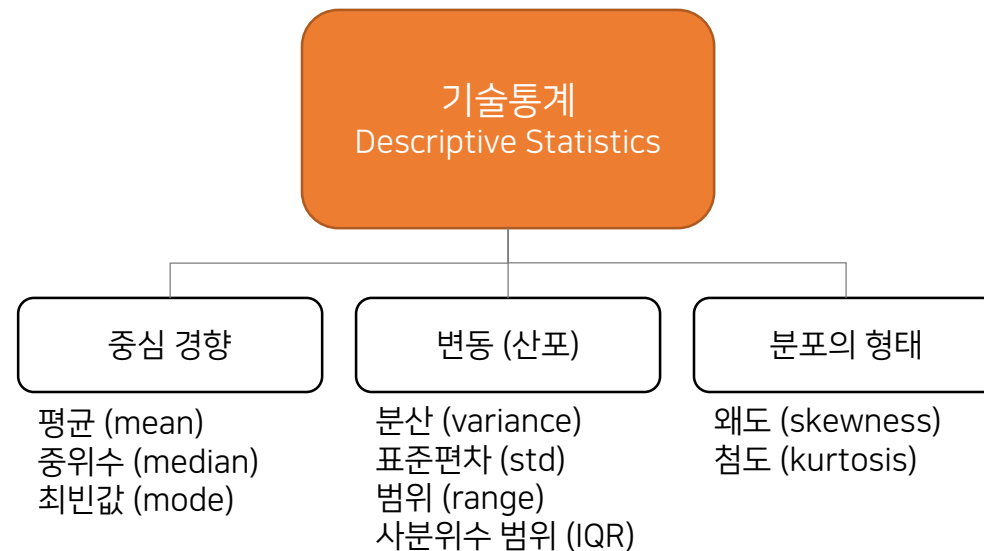 기술통계
Descriptive Statistics
중심 경향
평균 (mean)
중위수 (median)
최빈값 (mode)
변동 (산포)
분산 (variance)
표준편차 (std)
범위 (range)
사분위수 범위 (IQR)
분포의 형태
왜도 (skewness)
첨도 (kurtosis)